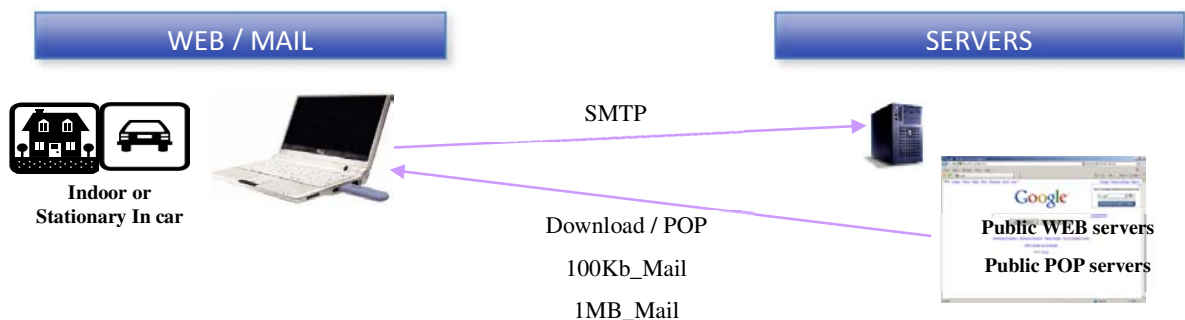 WEB / MAIL
SERVERS
SMTP
Indoor or
Stationary In car
Google
Download / POP
Public WEB servers
100Kb_Mail
Public POP servers
1MB_Mail